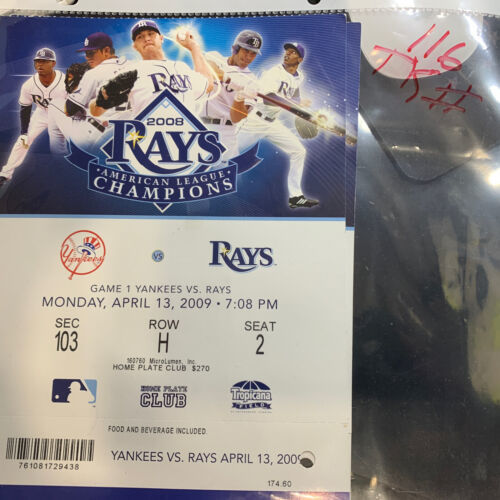 116
TR#
2008
RAYS
AMERICAN LEAGUE
CHAMPIONS
Yankees
VS
RAYS
GAME 1 YANKEES VS. RAYS
MONDAY, APRIL 13, 2009 • 7:08 PM
SEC ROW SEAT
103 H 2
160760 MicroLumen, Inc.
HOME PLATE CLUB $270
HOME PLATE
CLUB
Tropicana
FIELD
FOOD AND BEVERAGE INCLUDED.
YANKEES VS. RAYS APRIL 13, 2009
761081729438
174.60